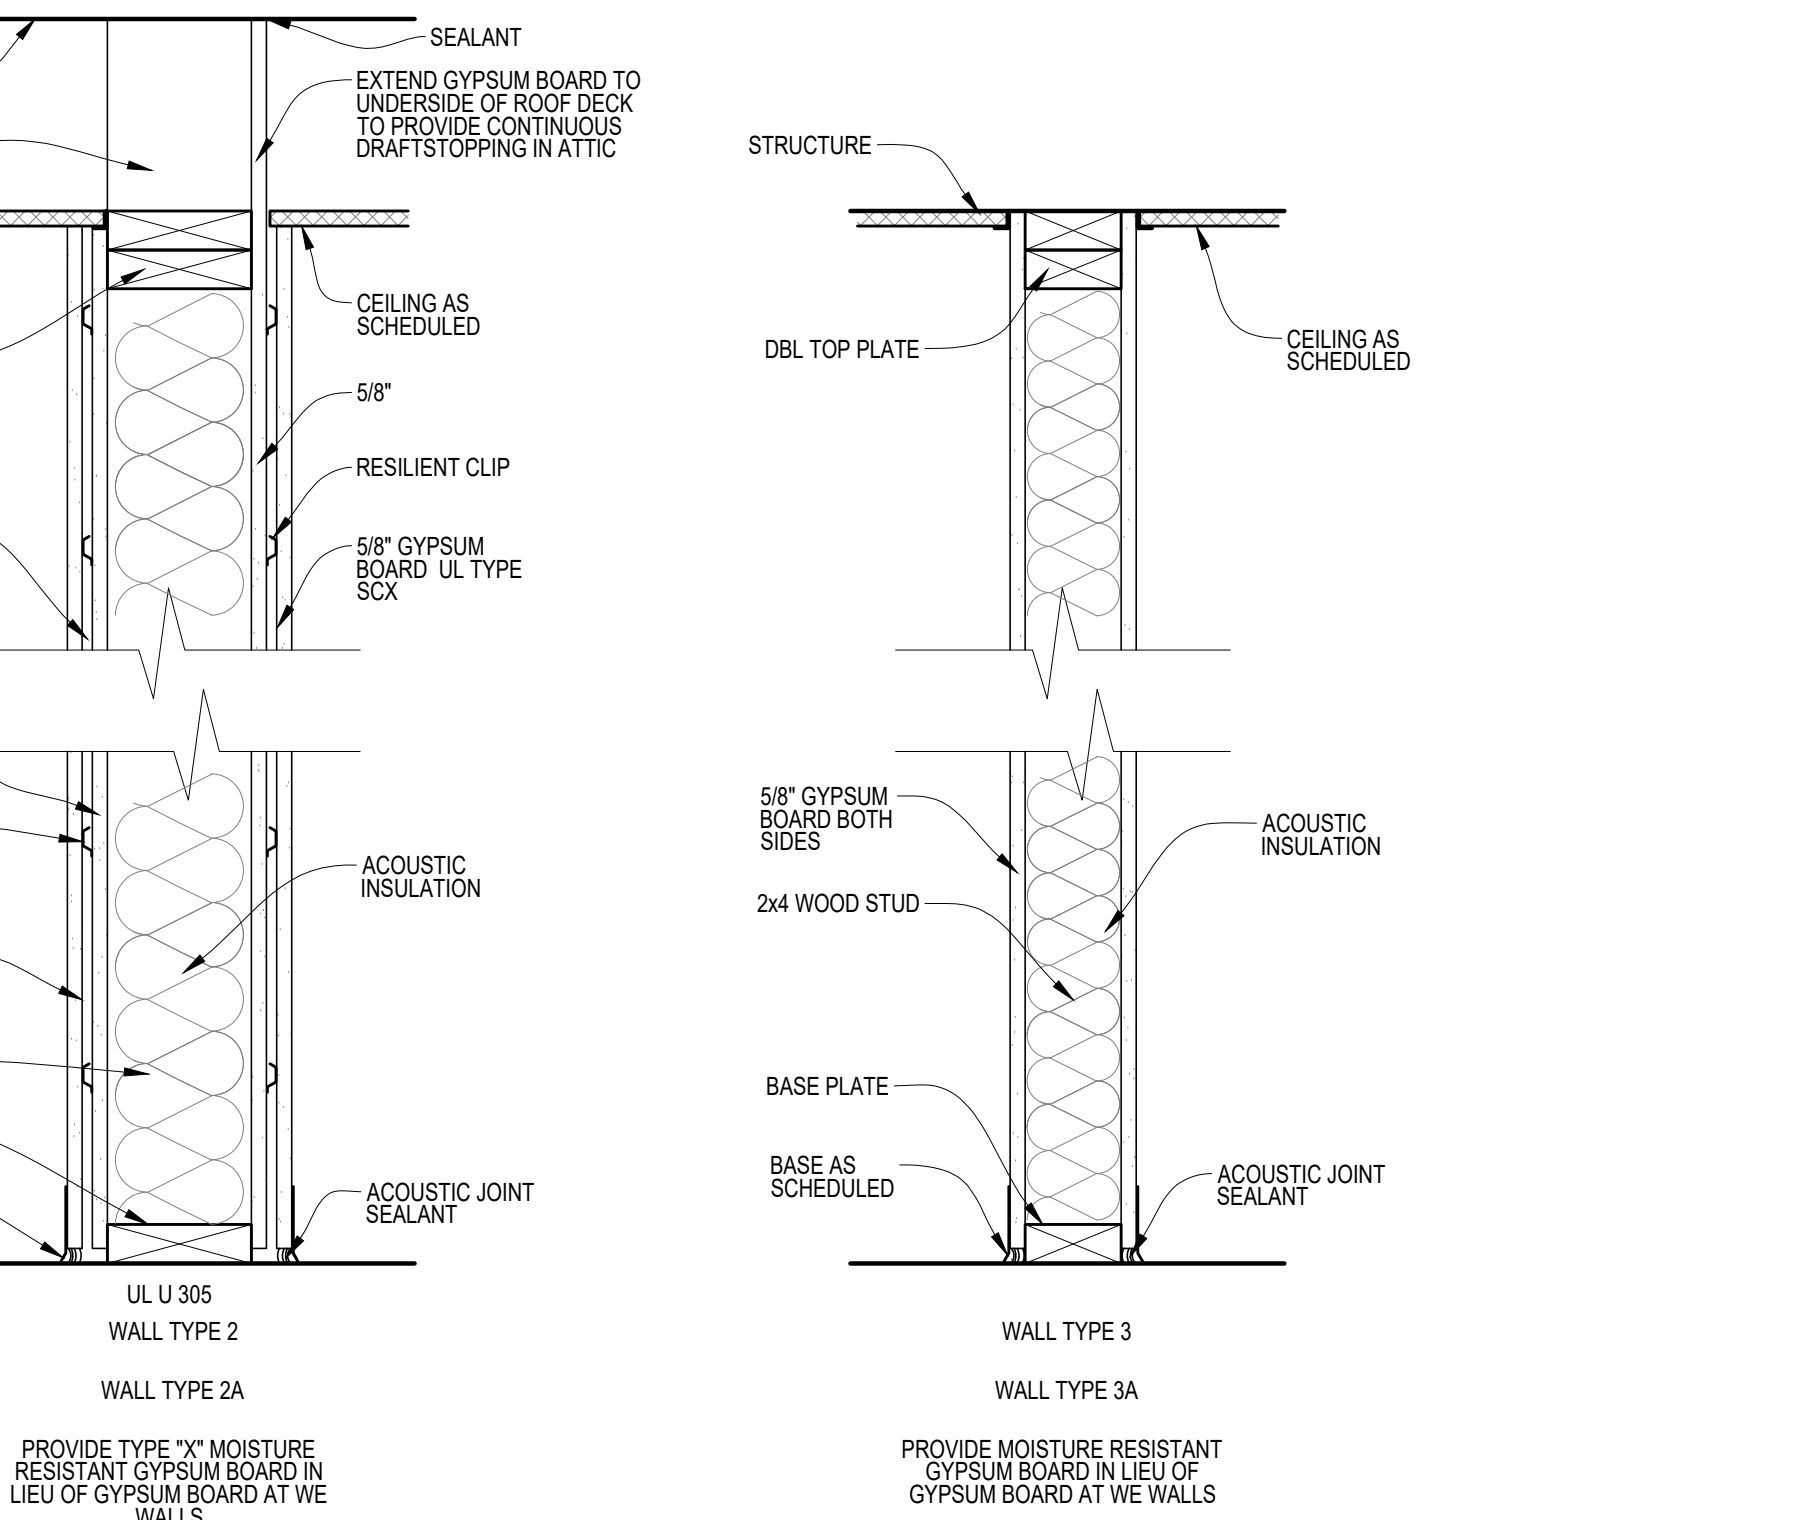 SEALANT
EXTEND GYPSUM BOARD TO
UNDERSIDE OF ROOF DECK
TO PROVIDE CONTINUOUS
DRAFTSTOPPING IN ATTIC
CEILING AS
SCHEDULED
5/8"
RESILIENT CLIP
5/8" GYPSUM
BOARD UL TYPE
SCX
ACOUSTIC
INSULATION
ACOUSTIC JOINT
SEALANT
UL U 305
WALL TYPE 2
WALL TYPE 2A
PROVIDE TYPE "X" MOISTURE
RESISTANT GYPSUM BOARD IN
LIEU OF GYPSUM BOARD AT WE
WALLS
STRUCTURE
DBL TOP PLATE
CEILING AS
SCHEDULED
5/8" GYPSUM
BOARD BOTH
SIDES
2x4 WOOD STUD
ACOUSTIC
INSULATION
BASE PLATE
BASE AS
SCHEDULED
ACOUSTIC JOINT
SEALANT
WALL TYPE 3
WALL TYPE 3A
PROVIDE MOISTURE RESISTANT
GYPSUM BOARD IN LIEU OF
GYPSUM BOARD AT WE WALLS